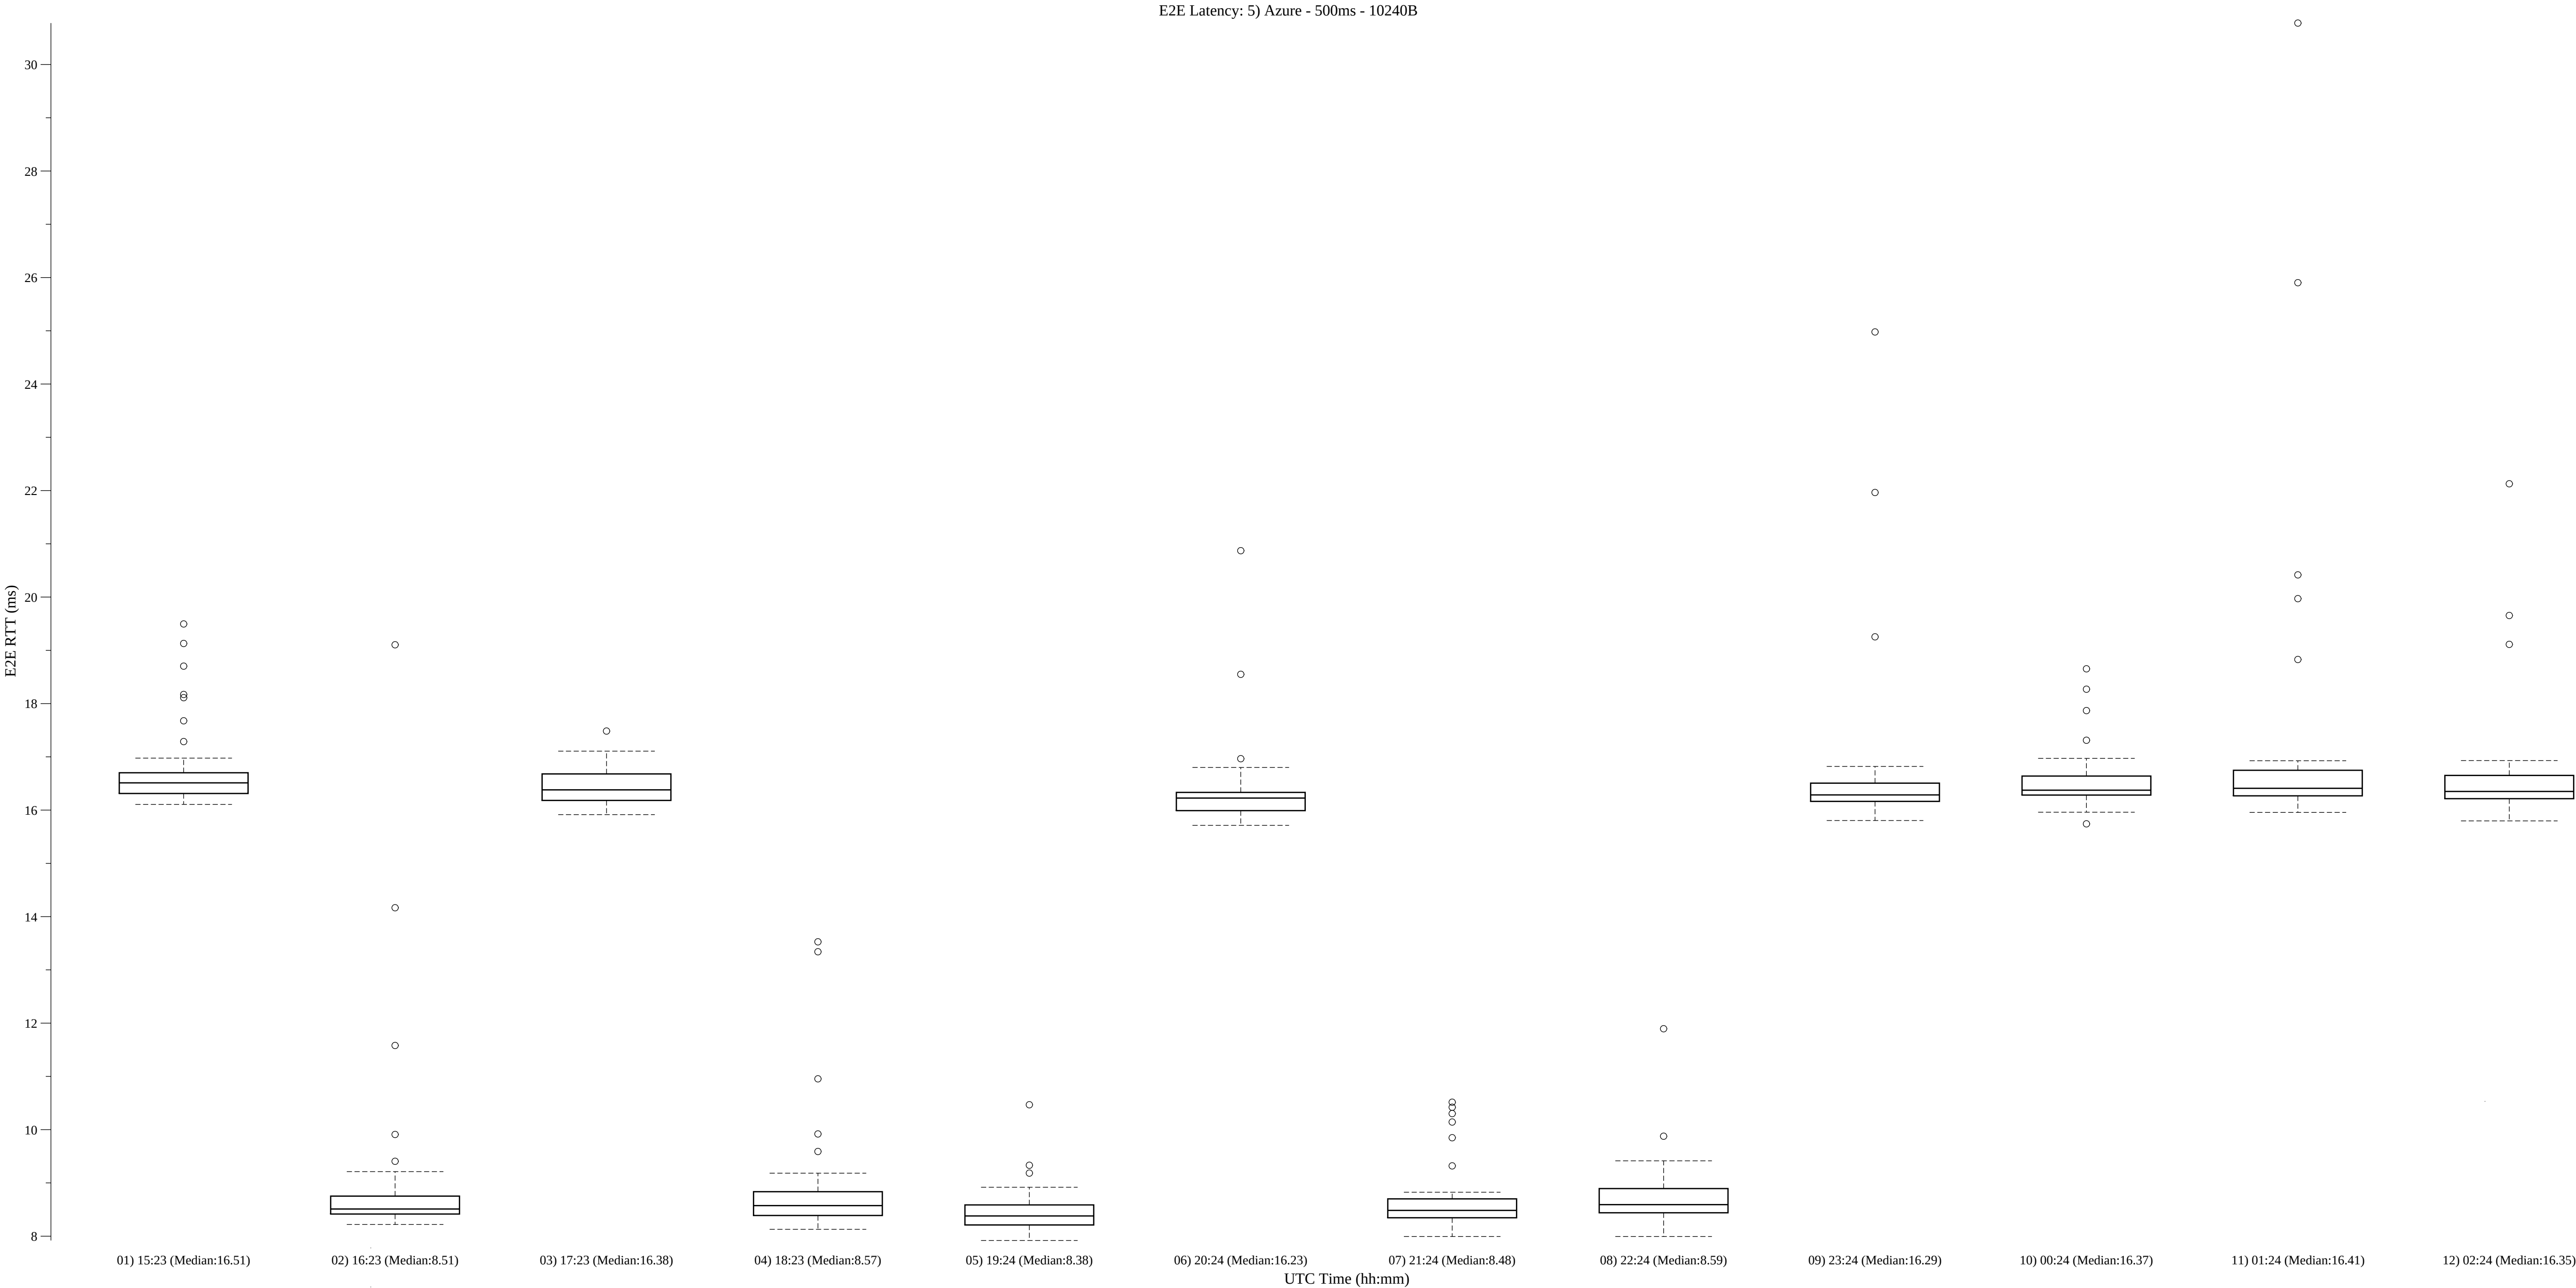 E2E Latency: 5) Azure - 500ms - 10240B
30
28
26
24
22
20
18
16
14
12
10
8
E2E RTT (ms)
01) 15:23 (Median:16.51)
02) 16:23 (Median:8.51)
03) 17:23 (Median:16.38)
04) 18:23 (Median:8.57)
05) 19:24 (Median:8.38)
06) 20:24 (Median:16.23)
07) 21:24 (Median:8.48)
08) 22:24 (Median:8.59)
09) 23:24 (Median:16.29)
10) 00:24 (Median:16.37)
11) 01:24 (Median:16.41)
12) 02:24 (Median:16.35)
UTC Time (hh:mm)